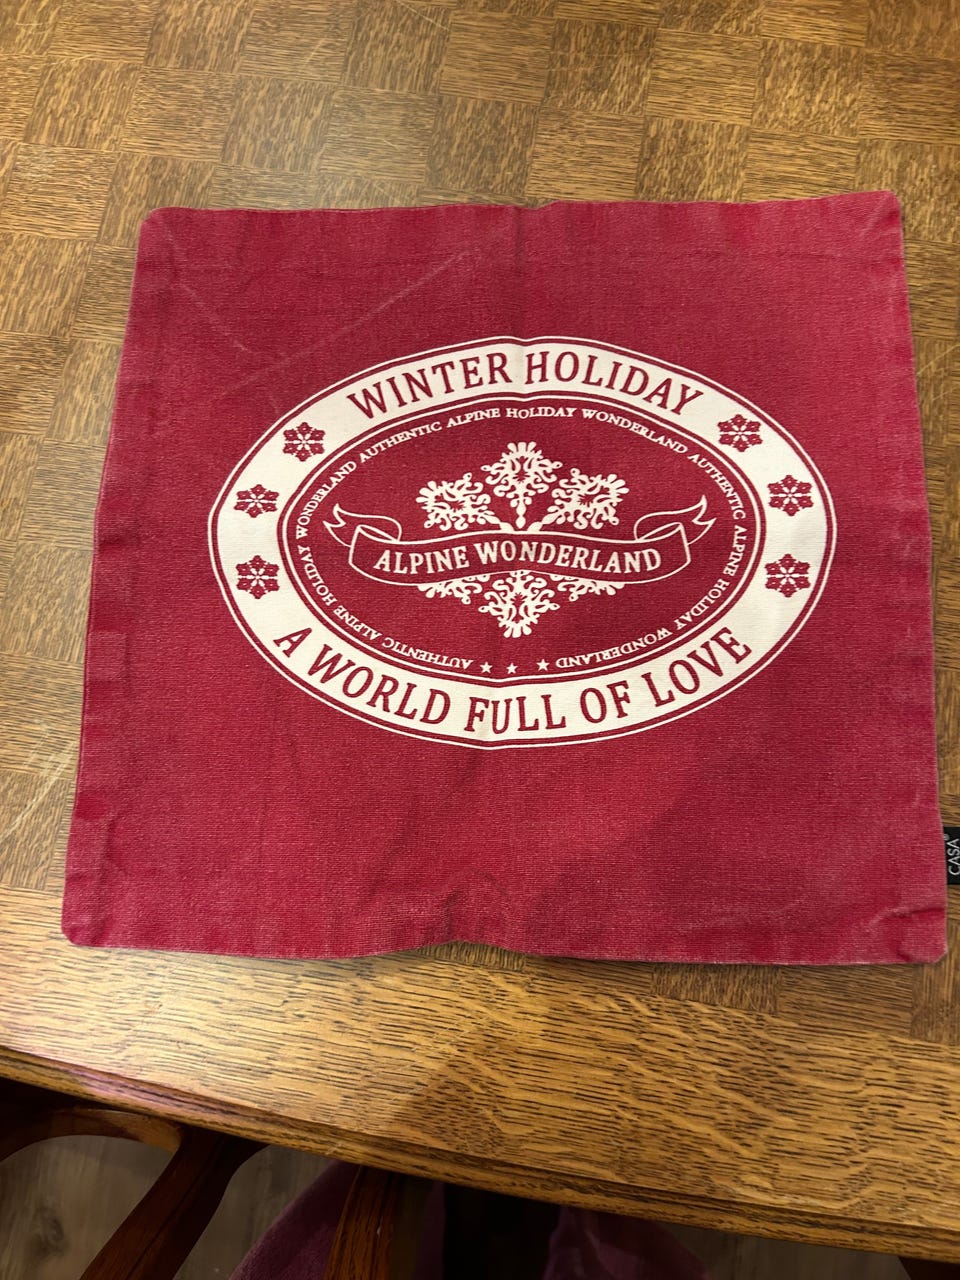 WINTER HOLIDAY
AUTHENTIC ALPINE HOLIDAY WONDERLAND AUTHENTIC ALPINE HOLIDAY WONDERLAND AUTHENTIC ALPINE HOLIDAY WONDERLAND
ALPINE WONDERLAND
A WORLD FULL OF LOVE
CASA®